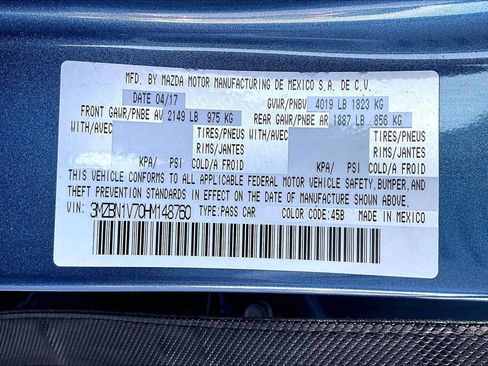 MFD. BY MAZDA MOTOR MANUFACTURING DE MEXICO S.A. DE C.V.
DATE 04/17 GVWR/PNBV 4019 LB 1823 KG
FRONT GAWR/PNBE AV 2149 LB 975 KG REAR GAWR/PNBE AR 1887 LB 856 KG
WITH/AVEC TIRES/PNEUS WITH/AVEC TIRES/PNEUS
RIMS/JANTES RIMS/JANTES
KPA/ PSI COLD/A FROID KPA/ PSI COLD/A FROID
THIS VEHICLE CONFORMS TO ALL APPLICABLE FEDERAL MOTOR VEHICLE SAFETY, BUMPER, AND
THEFT PREVENTION STANDARDS IN EFFECT ON THE DATE OF MANUFACTURE SHOWN ABOVE.
VIN: 3MZBN1V70HM148760 TYPE:PASS CAR COLOR CODE:45B MADE IN MEXICO